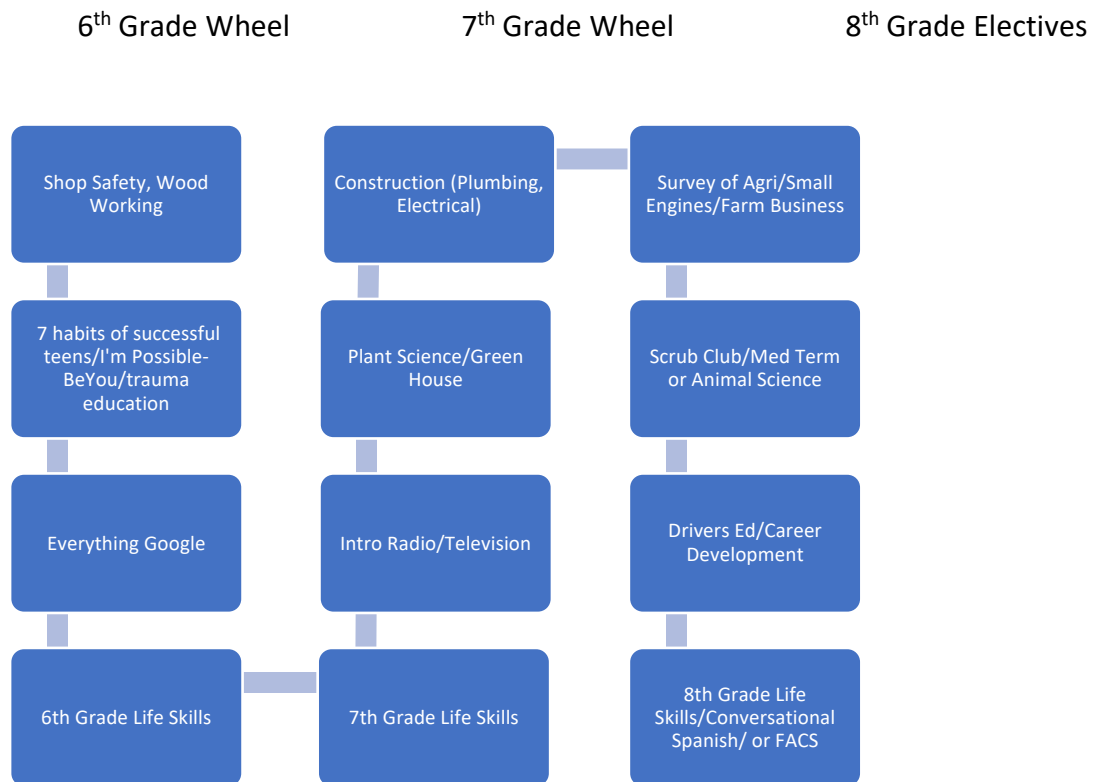 6th Grade Wheel
7th Grade Wheel
8th Grade Electives
Shop Safety, Wood
Working
7 habits of successful
teens/I'm Possible-
BeYou/trauma
education
Everything Google
6th Grade Life Skills
7th Grade Life Skills
Intro Radio/Television
Plant Science/Green
House
Construction (Plumbing,
Electrical)
Survey of Agri/Small
Engines/Farm Business
Scrub Club/Med Term
or Animal Science
Drivers Ed/Career
Development
8th Grade Life
Skills/Conversational
Spanish/ or FACS